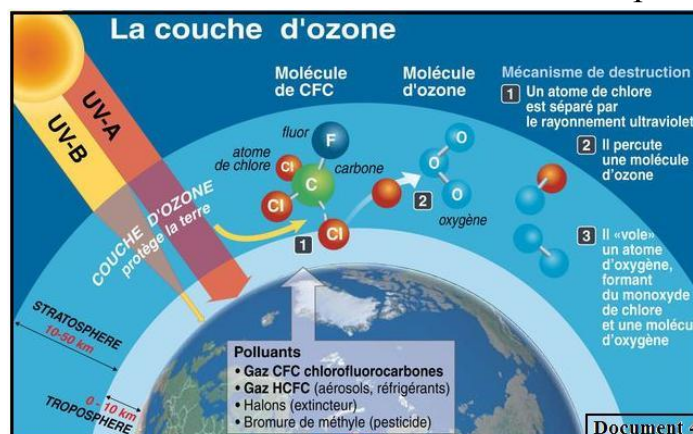 La couche d'ozone
UV-A
UV-B
COUCHE D'OZONE
protège la terre
Molécule
de CFC
fluor
F
atome
de chlore
Cl
carbone
C
Cl
Cl
1
Molécule
d'ozone
O
O
O
2
oxygène
Mécanisme de destruction
1 Un atome de chlore
est séparé par
le rayonnement ultraviolet
2 Il percute
une molécule
d'ozone
3 Il «vole»
un atome
d'oxygène,
formant
du monoxyde
de chlore
et une
d'oxygène
STRATOSPHERE
10-50 km
0 - 10 km
TROPOSPHERE
Polluants
• Gaz CFC chlorofluorocarbones
• Gaz HCFC (aérosols, réfrigérants)
• Halons (extincteur)
• Bromure de méthyle (pesticide)
Document